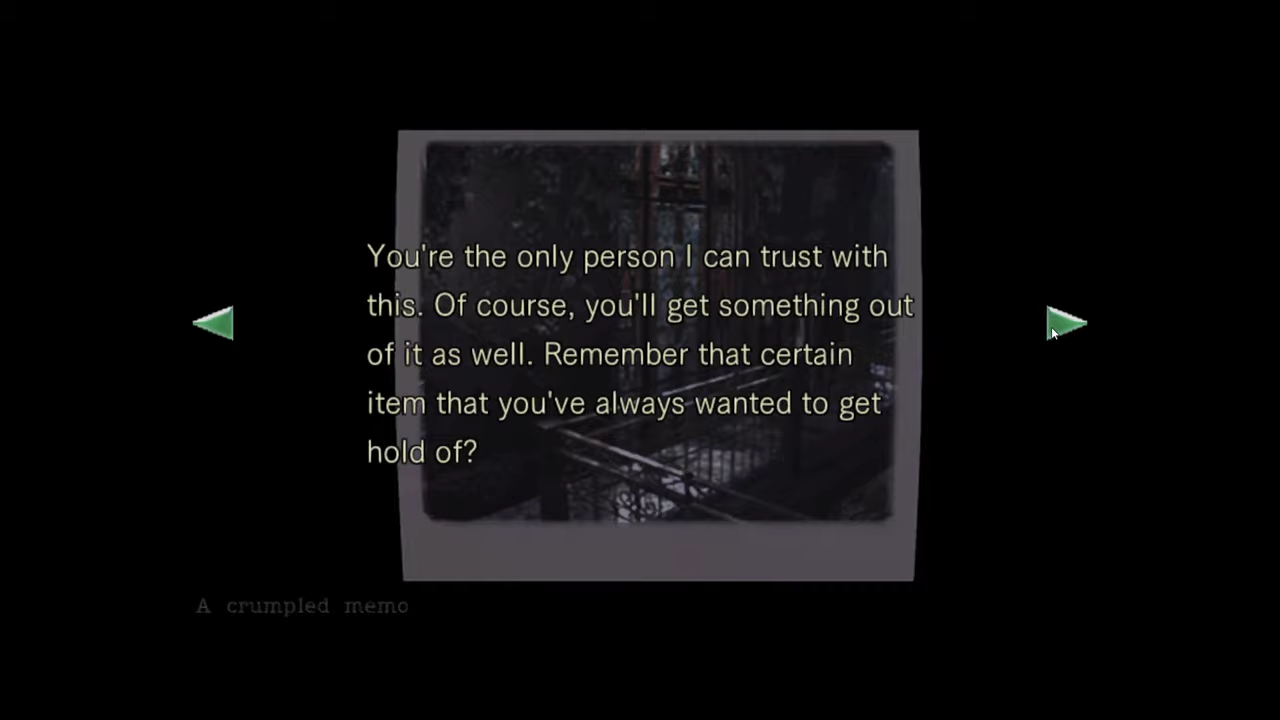 You're the only person I can trust with
this. Of course, you'll get something out
of it as well. Remember that certain
item that you've always wanted to get
hold of?
A crumpled memo